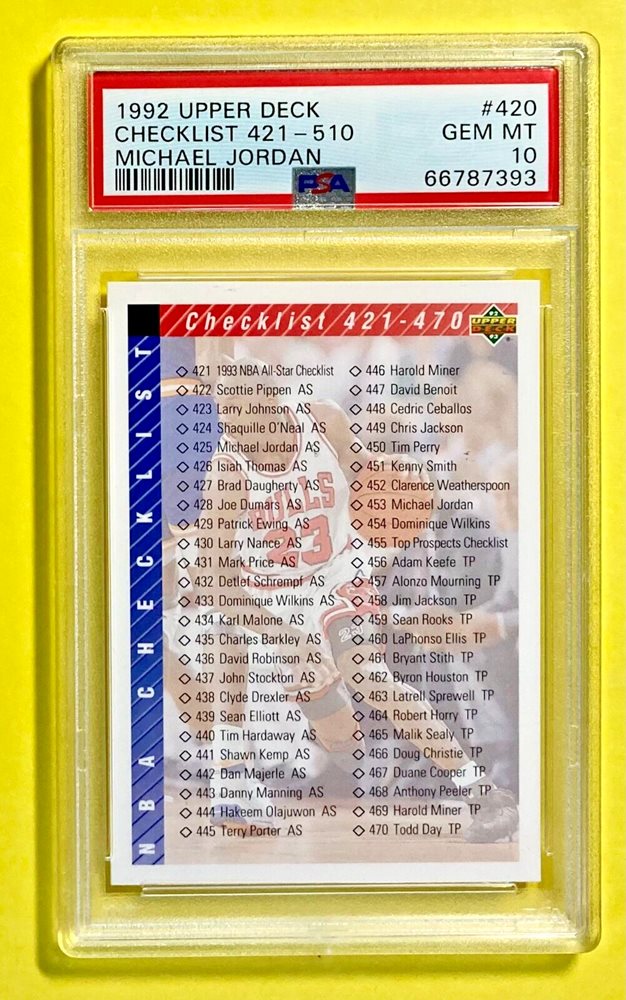 1992 UPPER DECK #420
CHECKLIST 421-510 GEM MT
MICHAEL JORDAN 10
PSA 66787393
Checklist 421-470
92 UPPER DECK 93
NBA CHECKLIST
421 1993 NBA All-Star Checklist
422 Scottie Pippen AS
423 Larry Johnson AS
424 Shaquille O'Neal AS
425 Michael Jordan AS
426 Isiah Thomas AS
427 Brad Daugherty AS
428 Joe Dumars AS
429 Patrick Ewing AS
430 Larry Nance AS
431 Mark Price AS
432 Detlef Schrempf AS
433 Dominique Wilkins AS
434 Karl Malone AS
435 Charles Barkley AS
436 David Robinson AS
437 John Stockton AS
438 Clyde Drexler AS
439 Sean Elliott AS
440 Tim Hardaway AS
441 Shawn Kemp AS
442 Dan Majerle AS
443 Danny Manning AS
444 Hakeem Olajuwon AS
445 Terry Porter AS
446 Harold Miner
447 David Benoit
448 Cedric Ceballos
449 Chris Jackson
450 Tim Perry
451 Kenny Smith
452 Clarence Weatherspoon
453 Michael Jordan
454 Dominique Wilkins
455 Top Prospects Checklist
456 Adam Keefe TP
457 Alonzo Mourning TP
458 Jim Jackson TP
459 Sean Rooks TP
460 LaPhonso Ellis TP
461 Bryant Stith TP
462 Byron Houston TP
463 Latrell Sprewell TP
464 Robert Horry TP
465 Malik Sealy TP
466 Doug Christie TP
467 Duane Cooper TP
468 Anthony Peeler TP
469 Harold Miner TP
470 Todd Day TP
BULLS
23
23